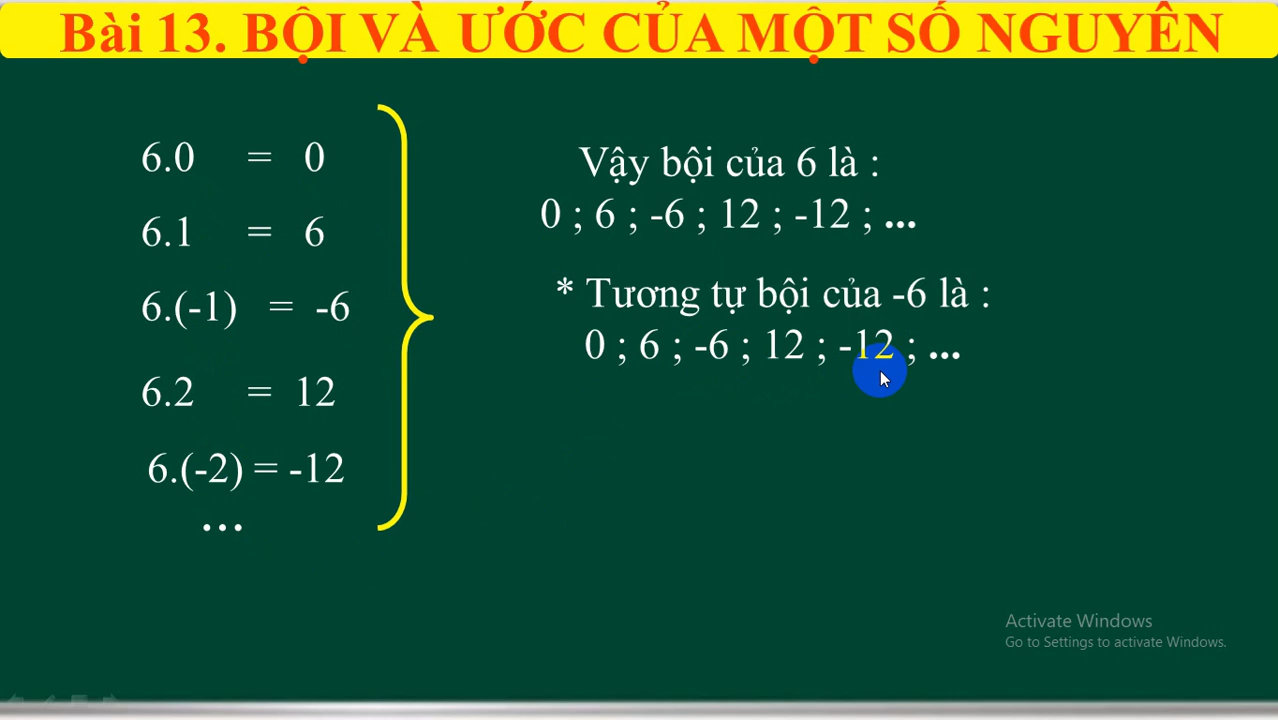 Bài 13. BỘI VÀ ƯỚC CỦA MỘT SỐ NGUYÊN
6.0 = 0
6.1 = 6
6.(-1) = -6
6.2 = 12
6.(-2) = -12
...
Vậy bội của 6 là :
0 ; 6 ; -6 ; 12 ; -12 ; ...
* Tương tự bội của -6 là :
0 ; 6 ; -6 ; 12 ; -12 ; ...
Activate Windows
Go to Settings to activate Windows.